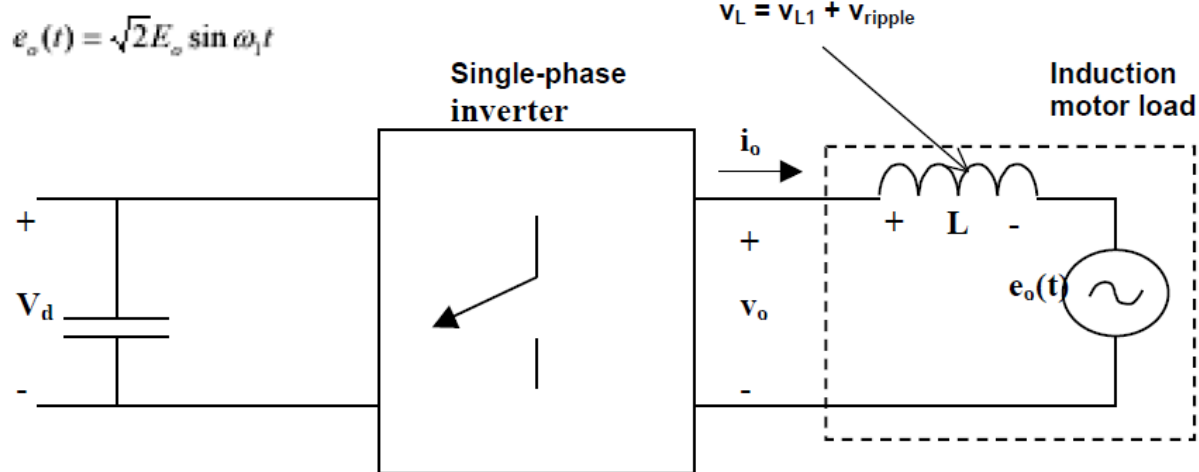 v_L = v_L1 + v_ripple
e_o(t) = √2E_o sin ω_1t
Single-phase
inverter
Induction
motor load
i_o
+
V_d
-
+
v_o
-
+ L -
e_o(t)